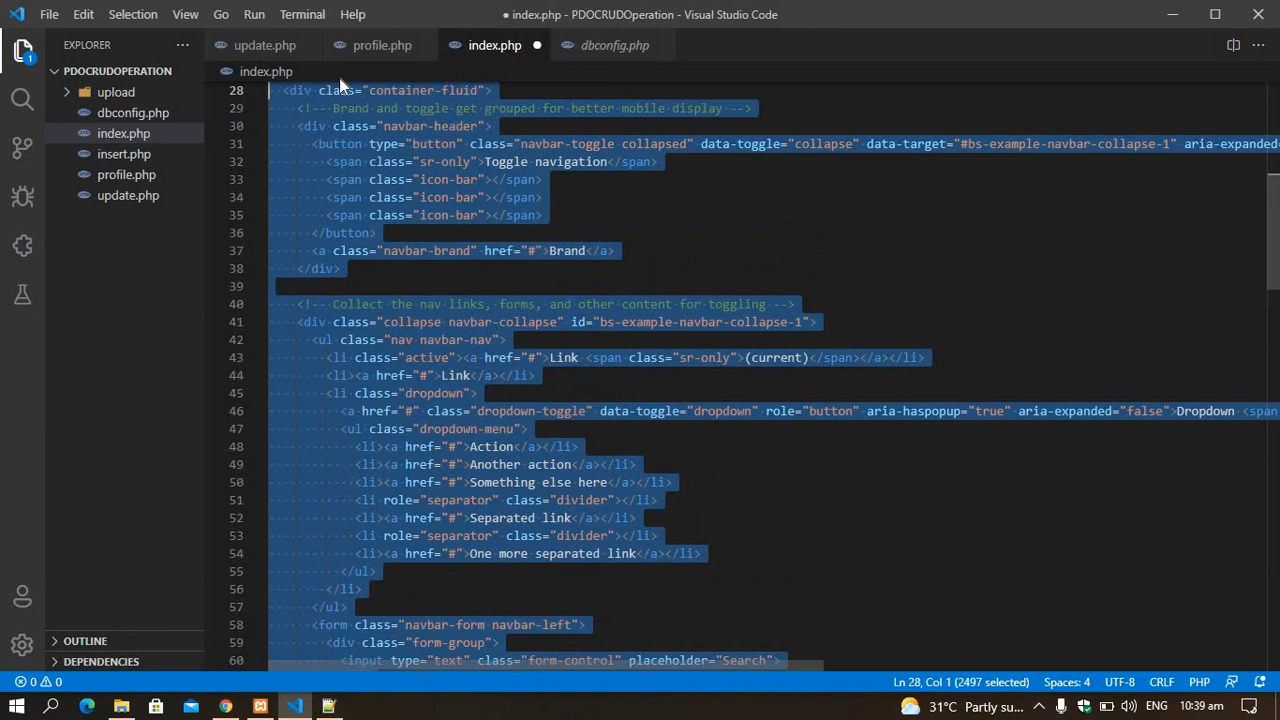 File Edit Selection View Go Run Terminal Help
● index.php - PDOCRUDOperation - Visual Studio Code
EXPLORER
update.php
profile.php
index.php
dbconfig.php
PDOCRUDOPERATION
upload
dbconfig.php
index.php
insert.php
profile.php
update.php
OUTLINE
DEPENDENCIES
index.php
28 <div class="container-fluid">
29 <!-- Brand and toggle get grouped for better mobile display -->
30 <div class="navbar-header">
31 <button type="button" class="navbar-toggle collapsed" data-toggle="collapse" data-target="#bs-example-navbar-collapse-1" aria-expanded=
32 <span class="sr-only">Toggle navigation</span>
33 <span class="icon-bar"></span>
34 <span class="icon-bar"></span>
35 <span class="icon-bar"></span>
36 </button>
37 <a class="navbar-brand" href="#">Brand</a>
38 </div>
39
40 <!-- Collect the nav links, forms, and other content for toggling -->
41 <div class="collapse navbar-collapse" id="bs-example-navbar-collapse-1">
42 <ul class="nav navbar-nav">
43 <li class="active"><a href="#">Link <span class="sr-only">(current)</span></a></li>
44 <li><a href="#">Link</a></li>
45 <li class="dropdown">
46 <a href="#" class="dropdown-toggle" data-toggle="dropdown" role="button" aria-haspopup="true" aria-expanded="false">Dropdown <span
47 <ul class="dropdown-menu">
48 <li><a href="#">Action</a></li>
49 <li><a href="#">Another action</a></li>
50 <li><a href="#">Something else here</a></li>
51 <li role="separator" class="divider"></li>
52 <li><a href="#">Separated link</a></li>
53 <li role="separator" class="divider"></li>
54 <li><a href="#">One more separated link</a></li>
55 </ul>
56 </li>
57 </ul>
58 <form class="navbar-form navbar-left">
59 <div class="form-group">
60 <input type="text" class="form-control" placeholder="Search">
1
0 0
Ln 28, Col 1 (2497 selected) Spaces: 4 UTF-8 CRLF PHP
31°C Partly su... ENG 10:39 am